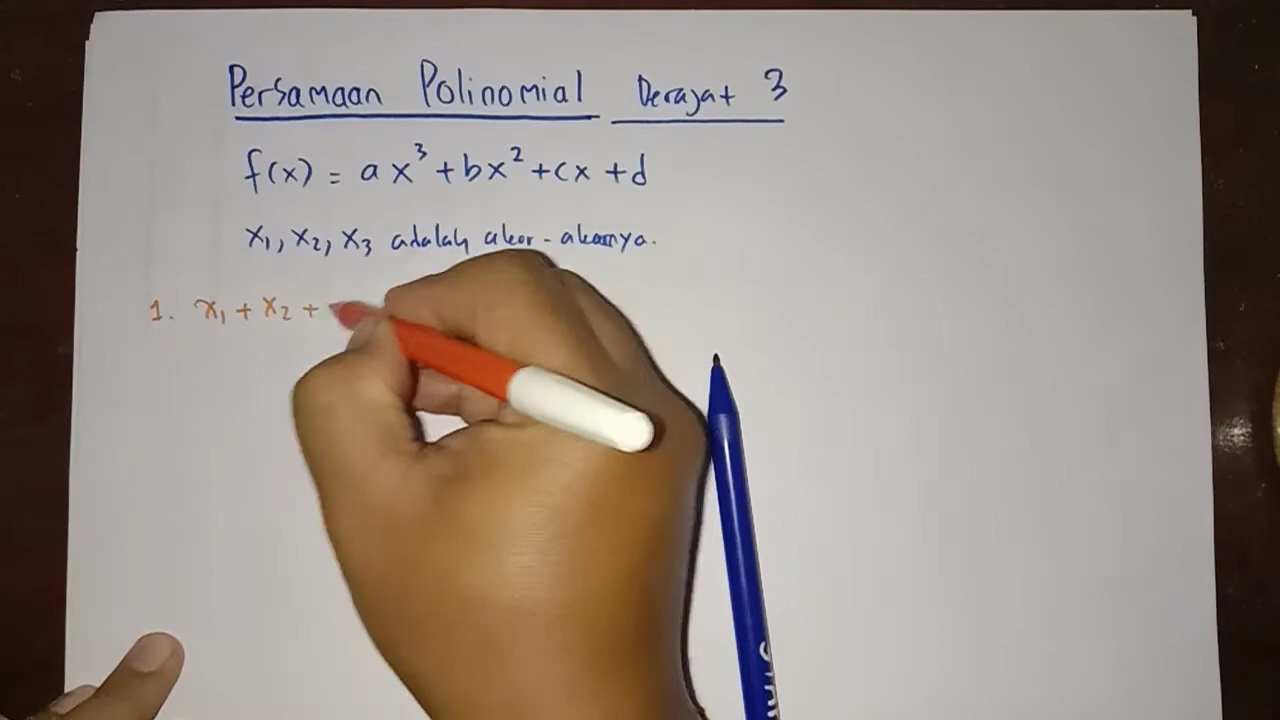 Persamaan Polinomial Derajat 3
f(x) = ax³ + bx² + cx + d
x₁, x₂, x₃ adalah akar-akarnya.
1. x₁ + x₂ +